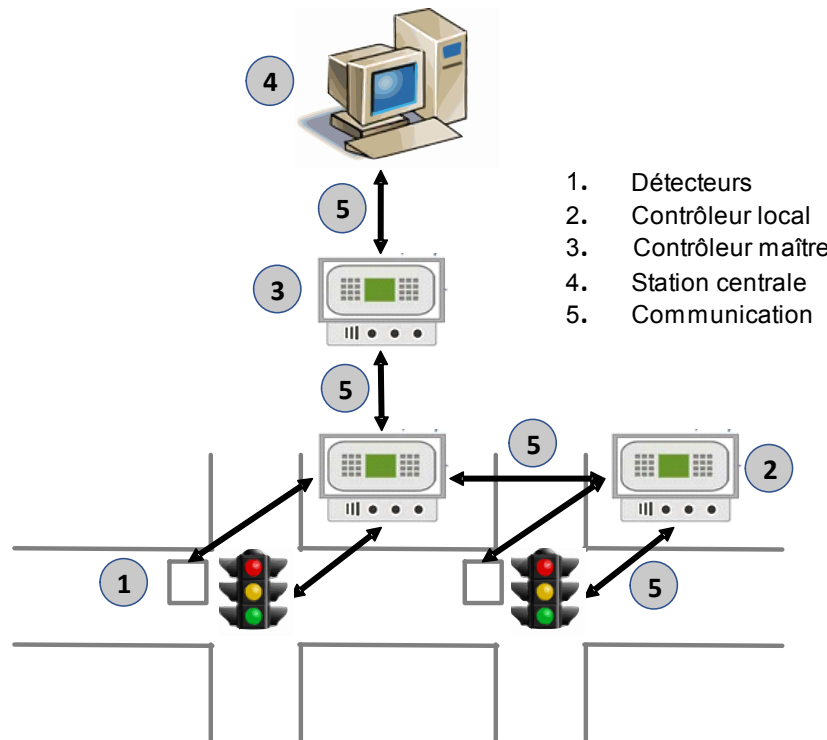 4
5
1. Détecteurs
2. Contrôleur local
3. Contrôleur maître
4. Station centrale
5. Communication
3
5
5
2
1
5